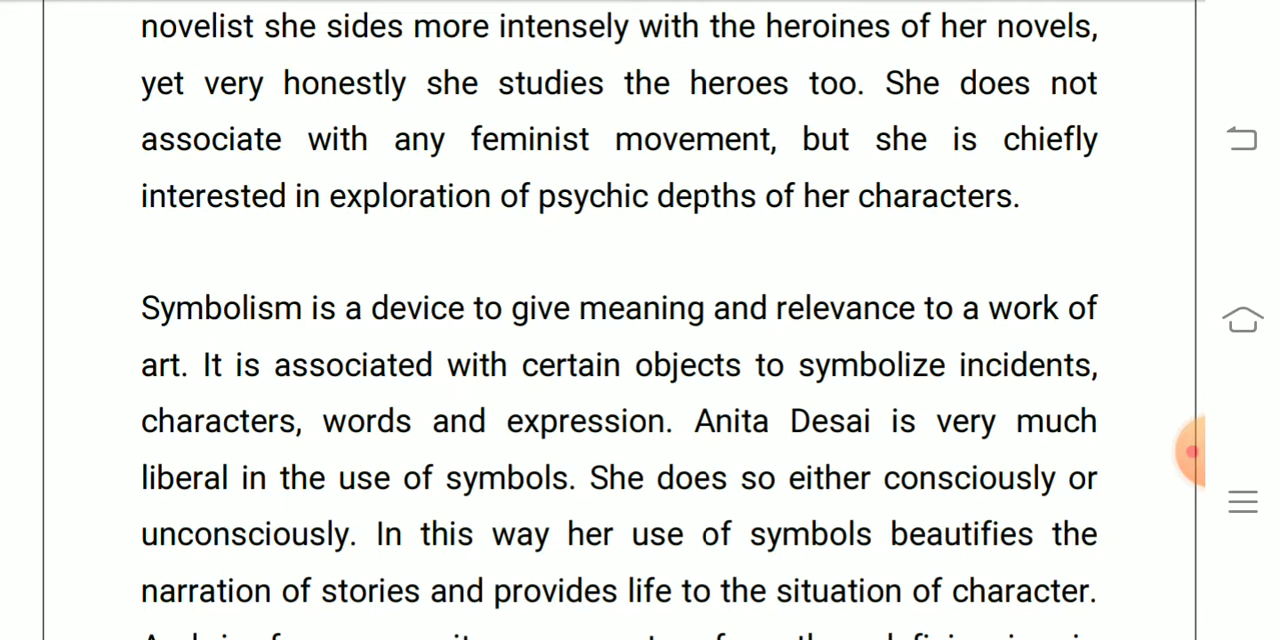 novelist she sides more intensely with the heroines of her novels,
yet very honestly she studies the heroes too. She does not
associate with any feminist movement, but she is chiefly
interested in exploration of psychic depths of her characters.
Symbolism is a device to give meaning and relevance to a work of
art. It is associated with certain objects to symbolize incidents,
characters, words and expression. Anita Desai is very much
liberal in the use of symbols. She does so either consciously or
unconsciously. In this way her use of symbols beautifies the
narration of stories and provides life to the situation of character.